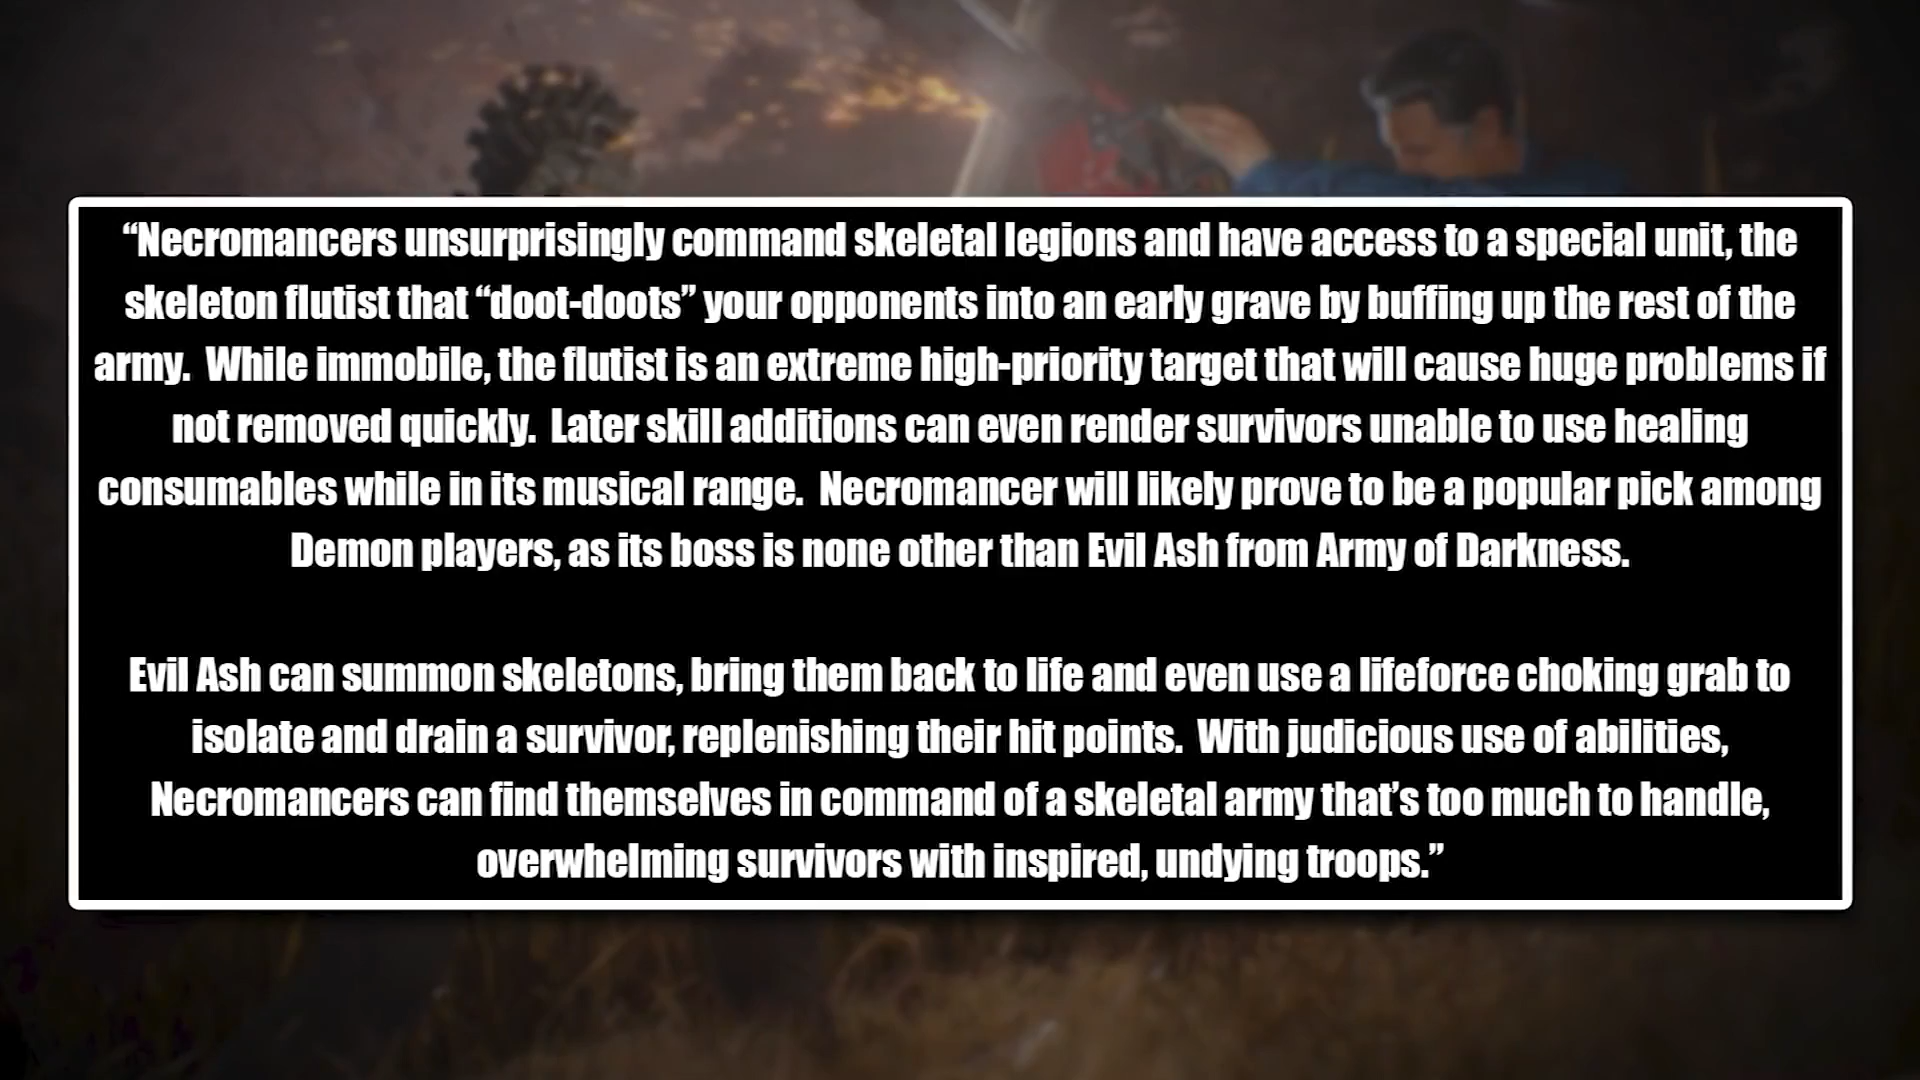 “Necromancers unsurprisingly command skeletal legions and have access to a special unit, the
skeleton flutist that “doot-doots” your opponents into an early grave by buffing up the rest of the
army.  While immobile, the flutist is an extreme high-priority target that will cause huge problems if
not removed quickly.  Later skill additions can even render survivors unable to use healing
consumables while in its musical range.  Necromancer will likely prove to be a popular pick among
Demon players, as its boss is none other than Evil Ash from Army of Darkness.
Evil Ash can summon skeletons, bring them back to life and even use a lifeforce choking grab to
isolate and drain a survivor, replenishing their hit points.  With judicious use of abilities,
Necromancers can find themselves in command of a skeletal army that’s too much to handle,
overwhelming survivors with inspired, undying troops.”